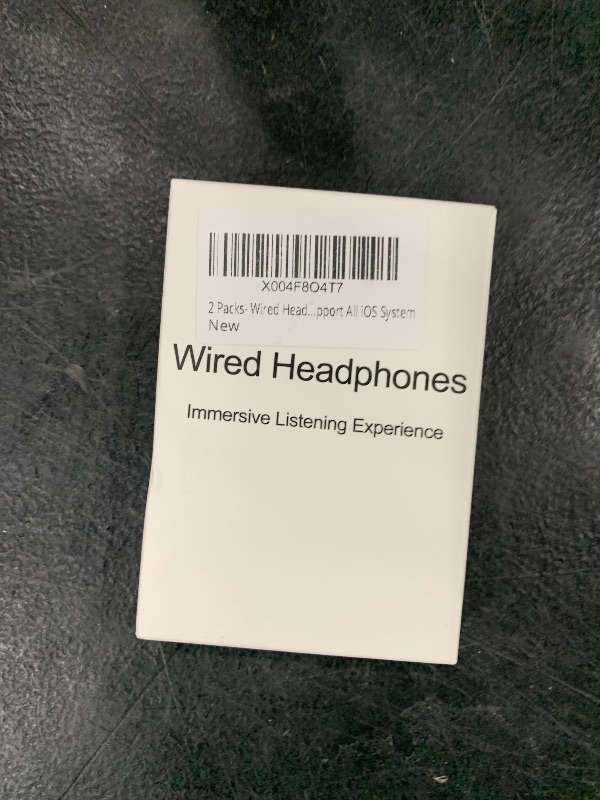 X004F8O4T7
2 Packs- Wired Head...pport All iOS System
New
Wired Headphones
Immersive Listening Experience